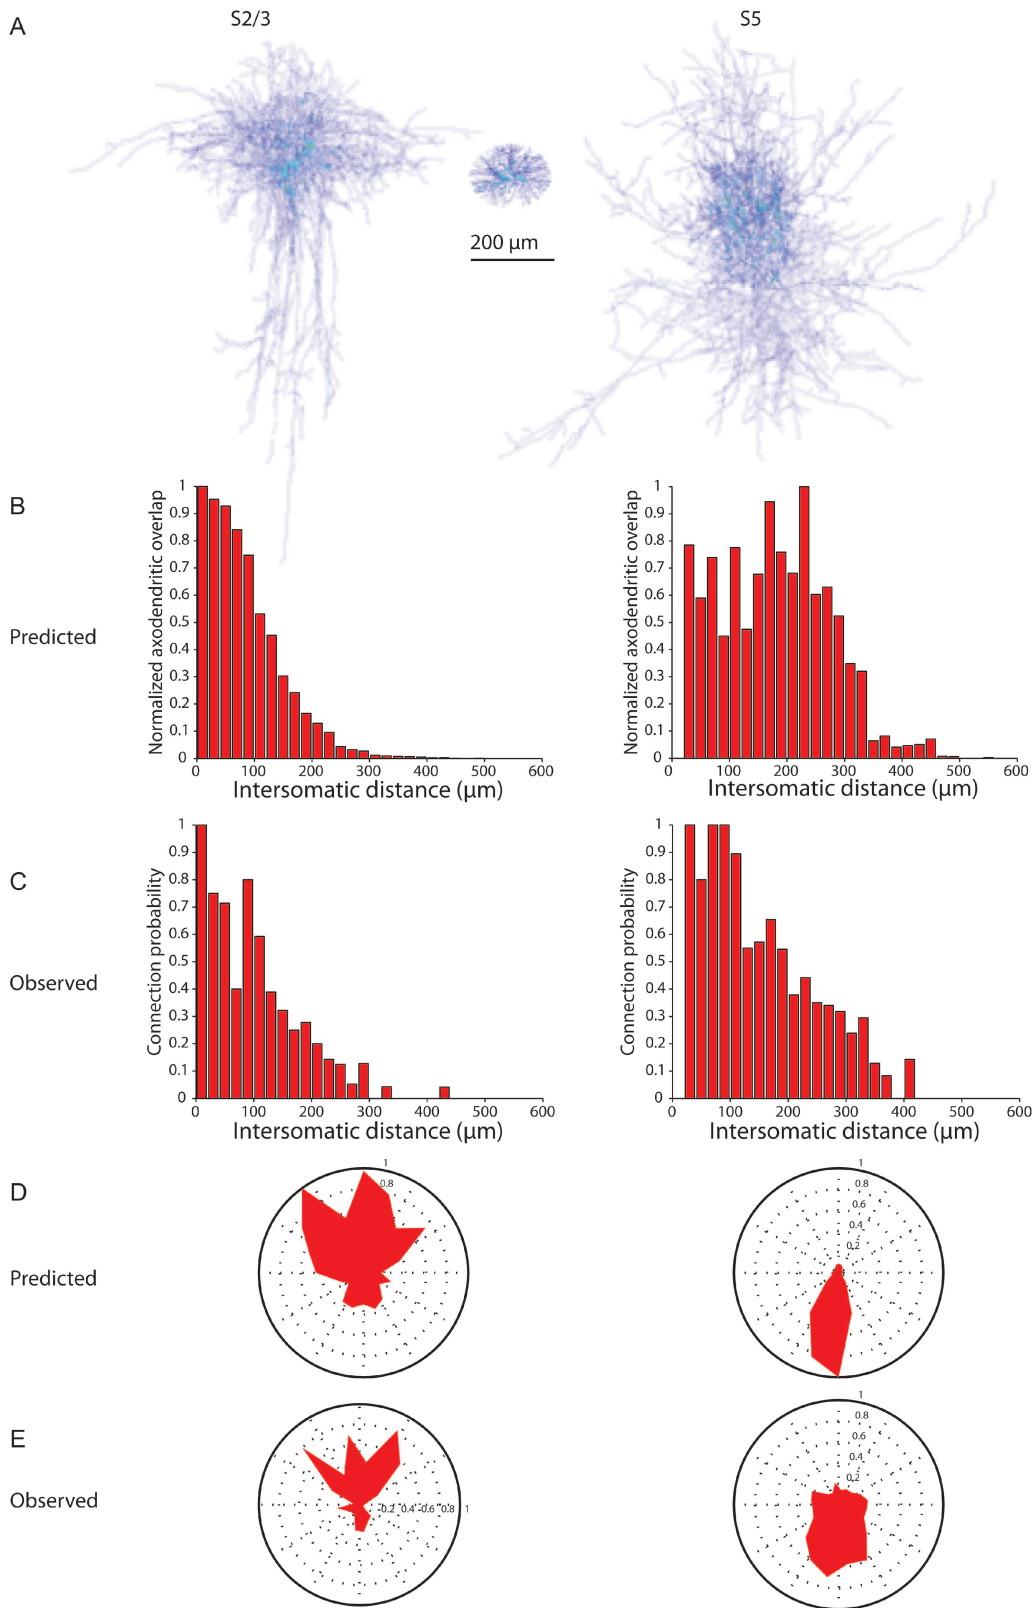 A
S2/3
S5
200 µm
B
Predicted
Normalized axodendritic overlap
1
0.9
0.8
0.7
0.6
0.5
0.4
0.3
0.2
0.1
0
0 100 200 300 400 500 600
Intersomatic distance (µm)
Normalized axodendritic overlap
1
0.9
0.8
0.7
0.6
0.5
0.4
0.3
0.2
0.1
0
0 100 200 300 400 500 600
Intersomatic distance (µm)
C
Observed
Connection probability
1
0.9
0.8
0.7
0.6
0.5
0.4
0.3
0.2
0.1
0
0 100 200 300 400 500 600
Intersomatic distance (µm)
Connection probability
1
0.9
0.8
0.7
0.6
0.5
0.4
0.3
0.2
0.1
0
0 100 200 300 400 500 600
Intersomatic distance (µm)
D
Predicted
1
0.8
1
0.8
0.6
0.4
0.2
E
Observed
0.2 0.4 0.6 0.8 1
1
0.8
0.6
0.4
0.2